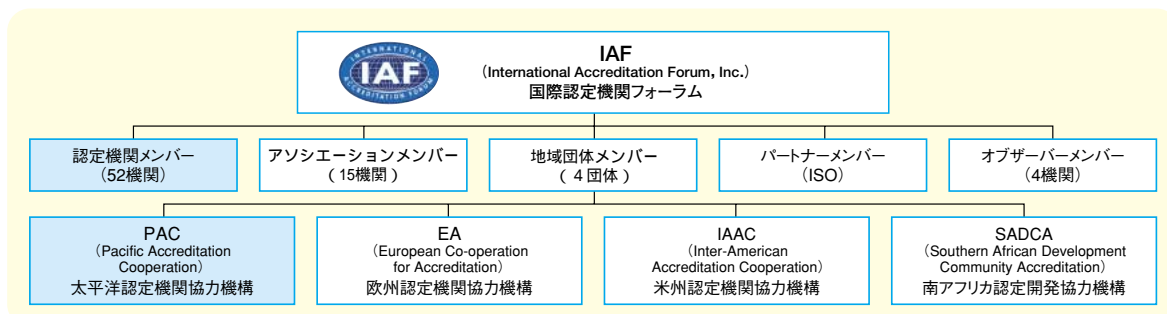 INTERNATIONAL
IAF
ACCREDITATION FORUM
IAF
（International Accreditation Forum, Inc.）
国際認定機関フォーラム
認定機関メンバー
（52機関）
アソシエーションメンバー
（15機関）
地域団体メンバー
（4団体）
パートナーメンバー
（ISO）
オブザーバーメンバー
（4機関）
PAC
（Pacific Accreditation
Cooperation）
太平洋認定機関協力機構
EA
（European Co-operation
for Accreditation）
欧州認定機関協力機構
IAAC
（Inter-American
Accreditation Cooperation）
米州認定機関協力機構
SADCA
（Southern African Development
Community Accreditation）
南アフリカ認定開発協力機構